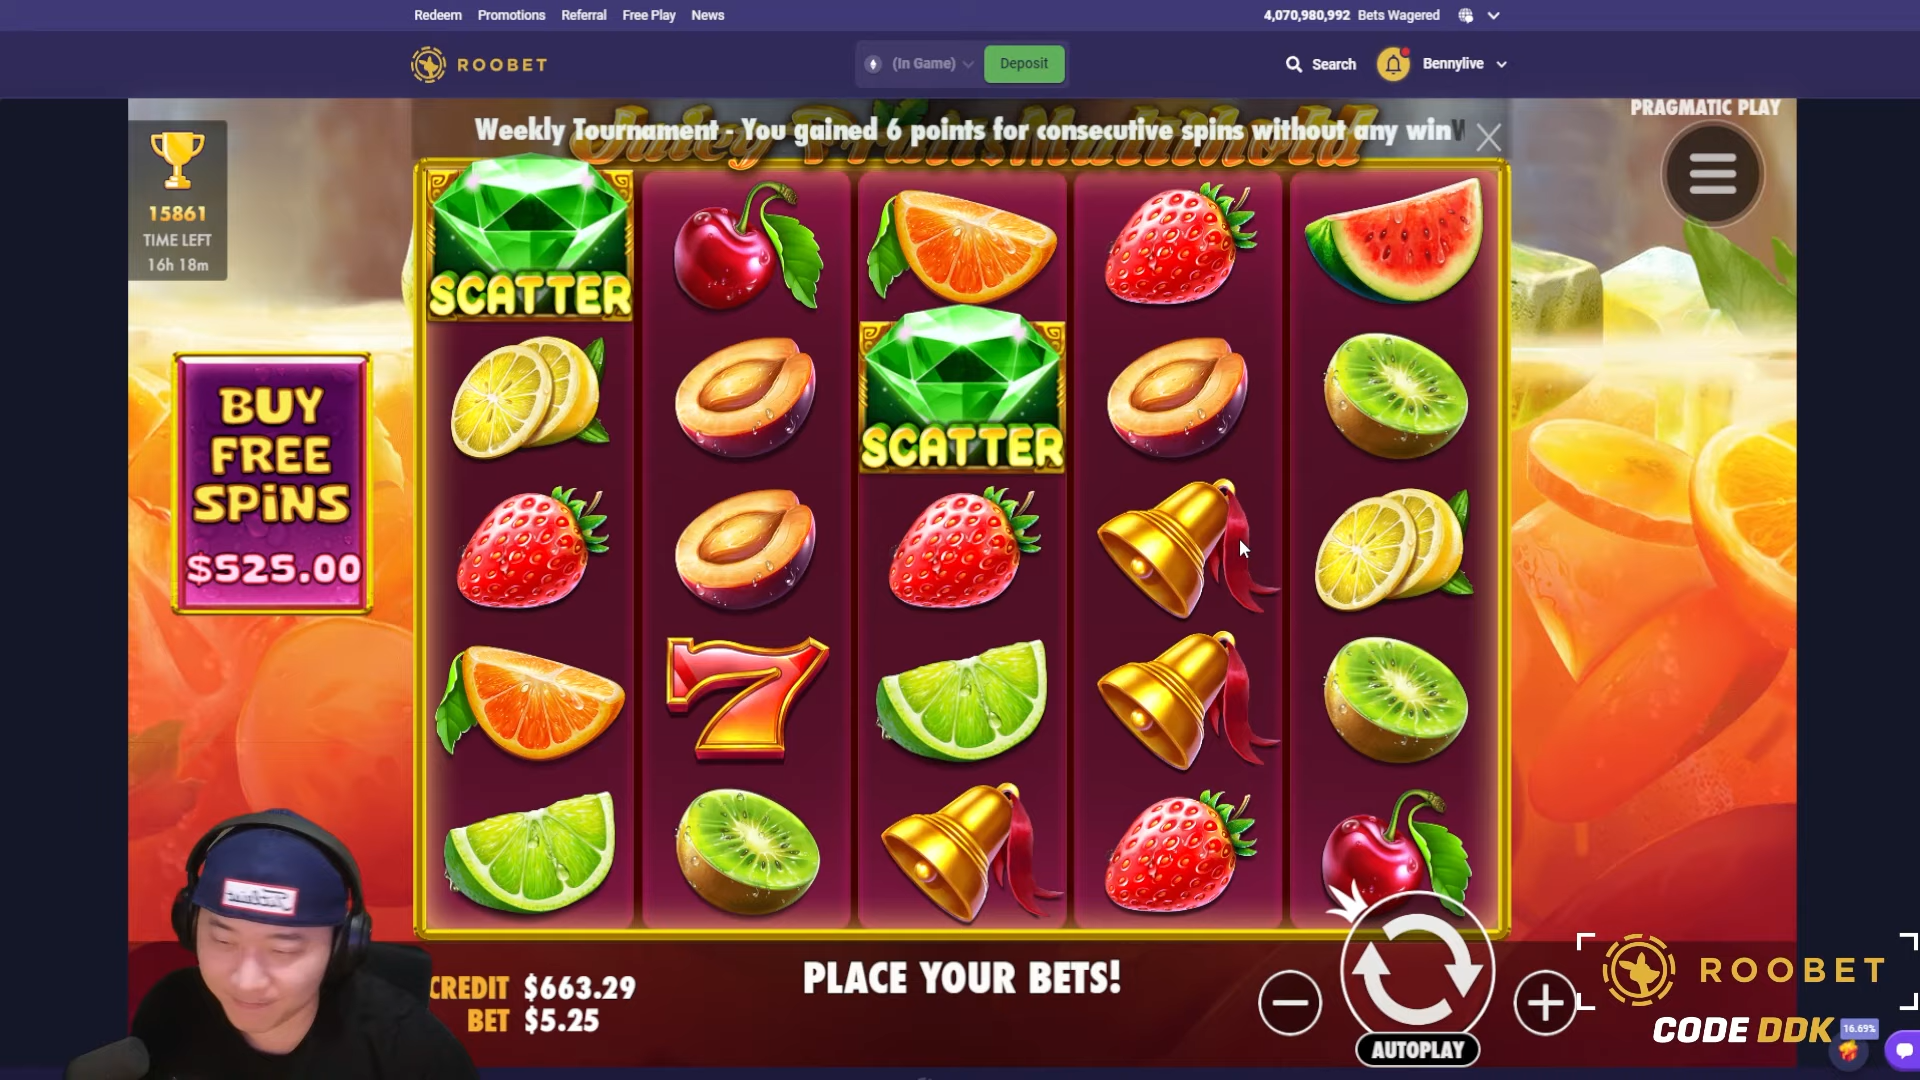 Redeem Promotions Referral Free Play News
4,070,980,992 Bets Wagered
ROOBET
(In Game)
Deposit
Search
Bennylive
PRAGMATIC PLAY
Juicy Fruits Multihold
Weekly Tournament - You gained 6 points for consecutive spins without any win
15861
TIME LEFT
16h 18m
SCATTER
SCATTER
BUY
FREE
SPiNS
$525.00
CREDIT $663.29
BET $5.25
PLACE YOUR BETS!
AUTOPLAY
ROOBET
CODE DDK
16.69%